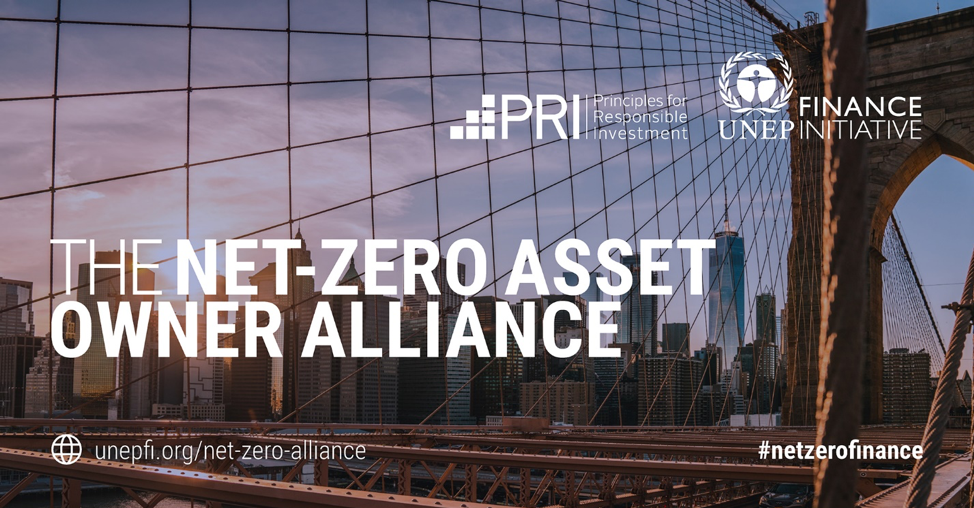 PRI
Principles for
Responsible
Investment
UNEP
FINANCE
INITIATIVE
THE NET-ZERO ASSET
OWNER ALLIANCE
unepfi.org/net-zero-alliance
#netzerofinance